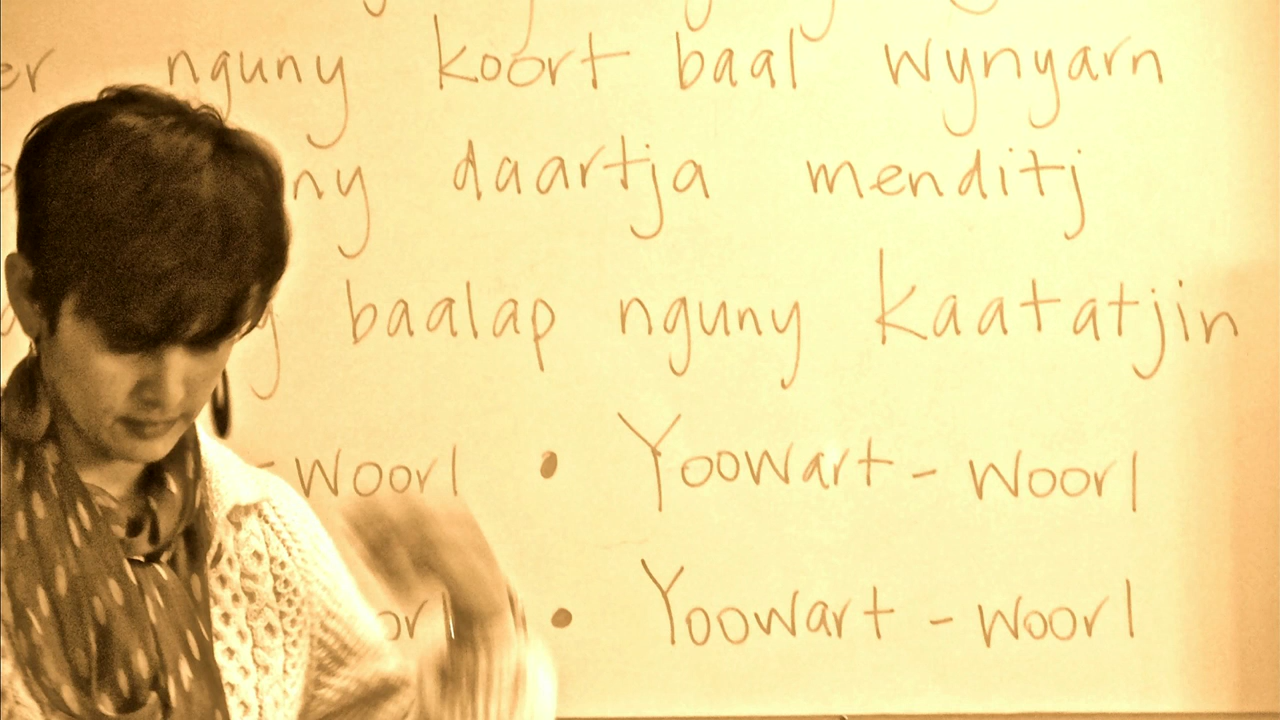 nguny koort baal wynyarn
daartja menditj
baalap nguny kaatatjin
- woorl • Yoowart - woorl
• Yoowart - woorl